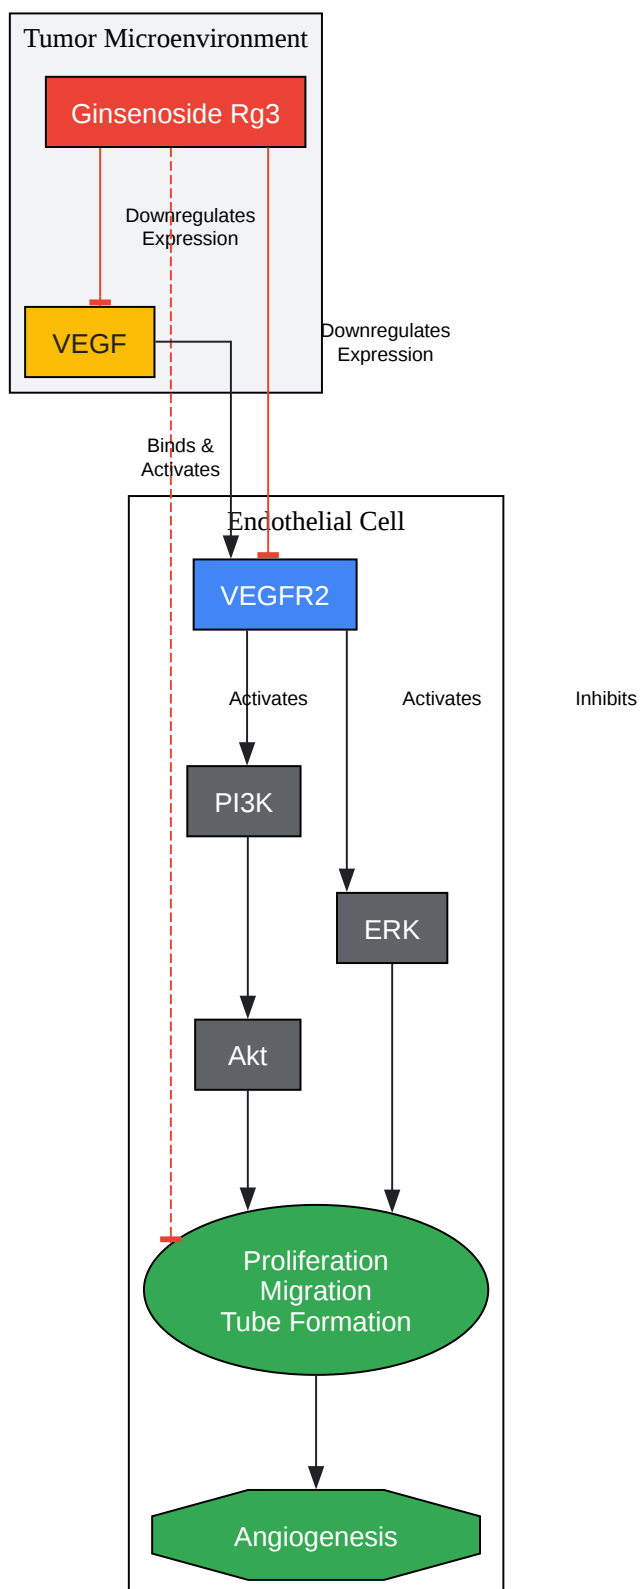 Tumor Microenvironment
Ginsenoside Rg3
Downregulates
Expression
VEGF
Downregulates
Expression
Binds &
Activates
Endothelial Cell
VEGFR2
Activates
Activates
Inhibits
PI3K
ERK
Akt
Proliferation
Migration
Tube Formation
Angiogenesis